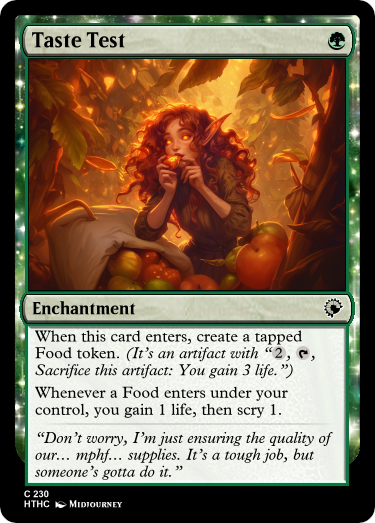 Taste Test
Enchantment
When this card enters, create a tapped
Food token. (It's an artifact with “2, T,
Sacrifice this artifact: You gain 3 life.”)
Whenever a Food enters under your
control, you gain 1 life, then scry 1.
“Don't worry, I'm just ensuring the quality of
our... mphf... supplies. It's a tough job, but
someone's gotta do it.”
C 230
HTHC Midjourney